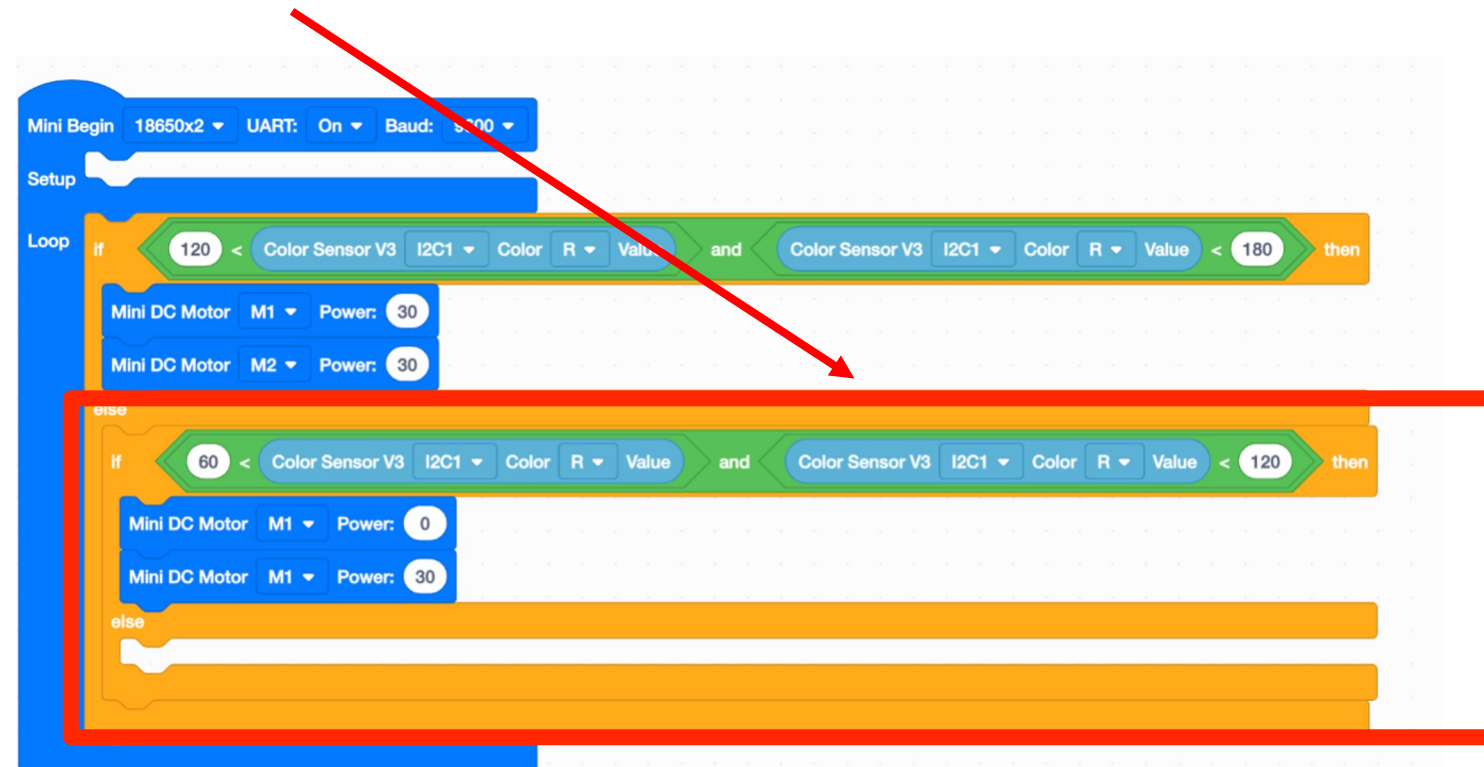 Mini Begin 18650x2 UART: On Baud: 9600
Setup
Loop if 120 < Color Sensor V3 I2C1 Color R Value and Color Sensor V3 I2C1 Color R Value < 180 then
Mini DC Motor M1 Power: 30
Mini DC Motor M2 Power: 30
else
if 60 < Color Sensor V3 I2C1 Color R Value and Color Sensor V3 I2C1 Color R Value < 120 then
Mini DC Motor M1 Power: 0
Mini DC Motor M1 Power: 30
else